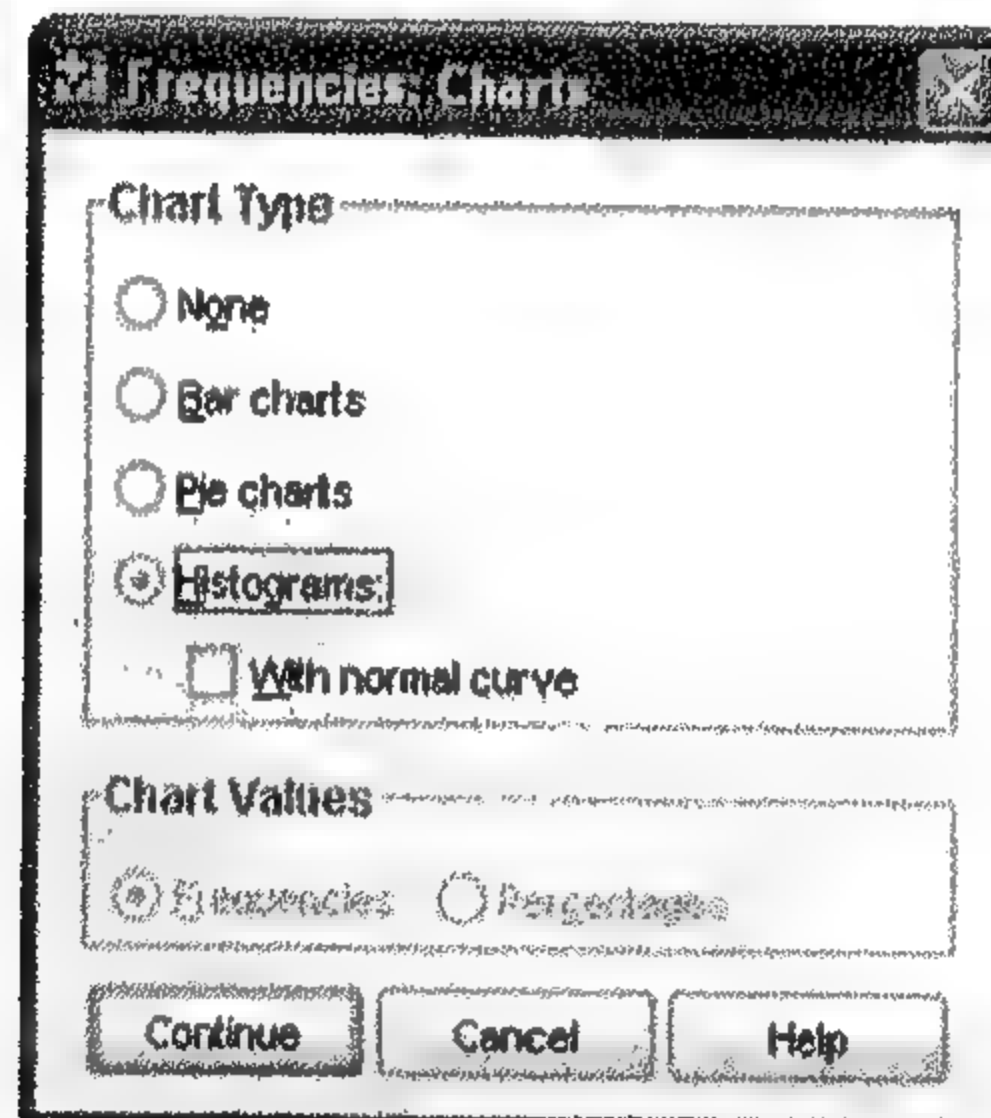 Frequencies: Charts
Chart Type
None
Bar charts
Pie charts
Histograms:
With normal curve
Chart Values
Frequencies Percentages
Continue Cancel Help